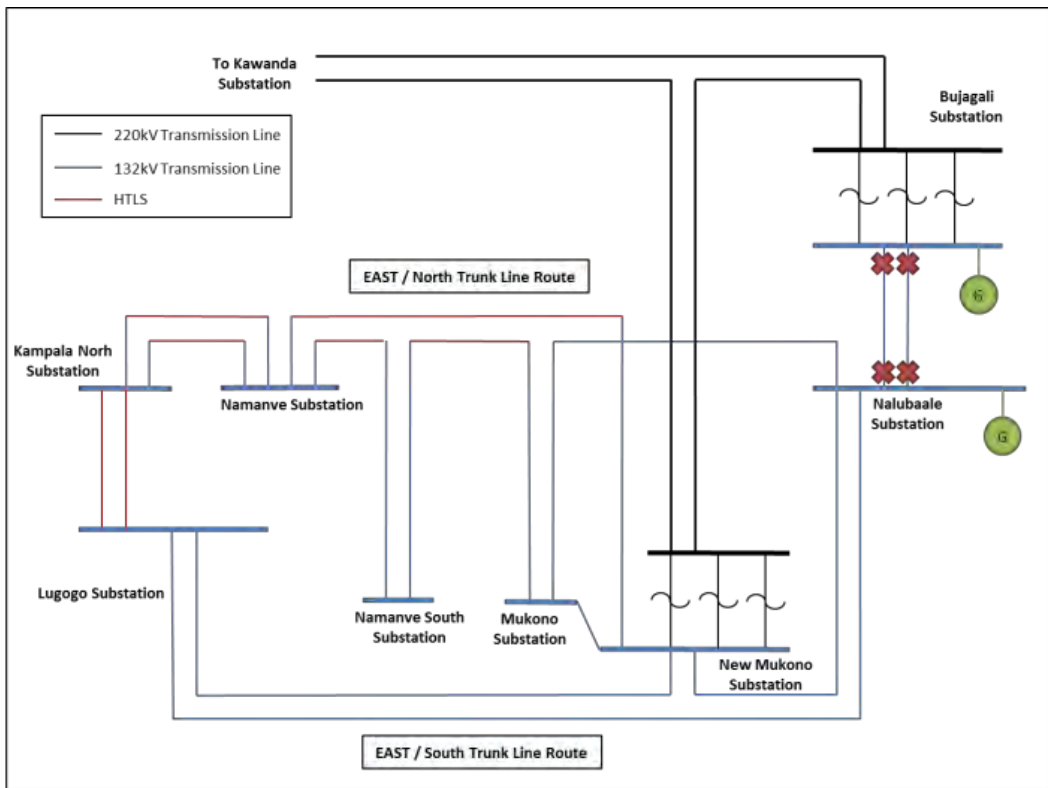 To Kawanda
Substation
Bujagali
Substation
220kV Transmission Line
132kV Transmission Line
HTLS
EAST / North Trunk Line Route
G
Kampala Norh
Substation
Namanve Substation
Nalubaale
Substation
G
Lugogo Substation
Namanve South
Substation
Mukono
Substation
New Mukono
Substation
EAST / South Trunk Line Route